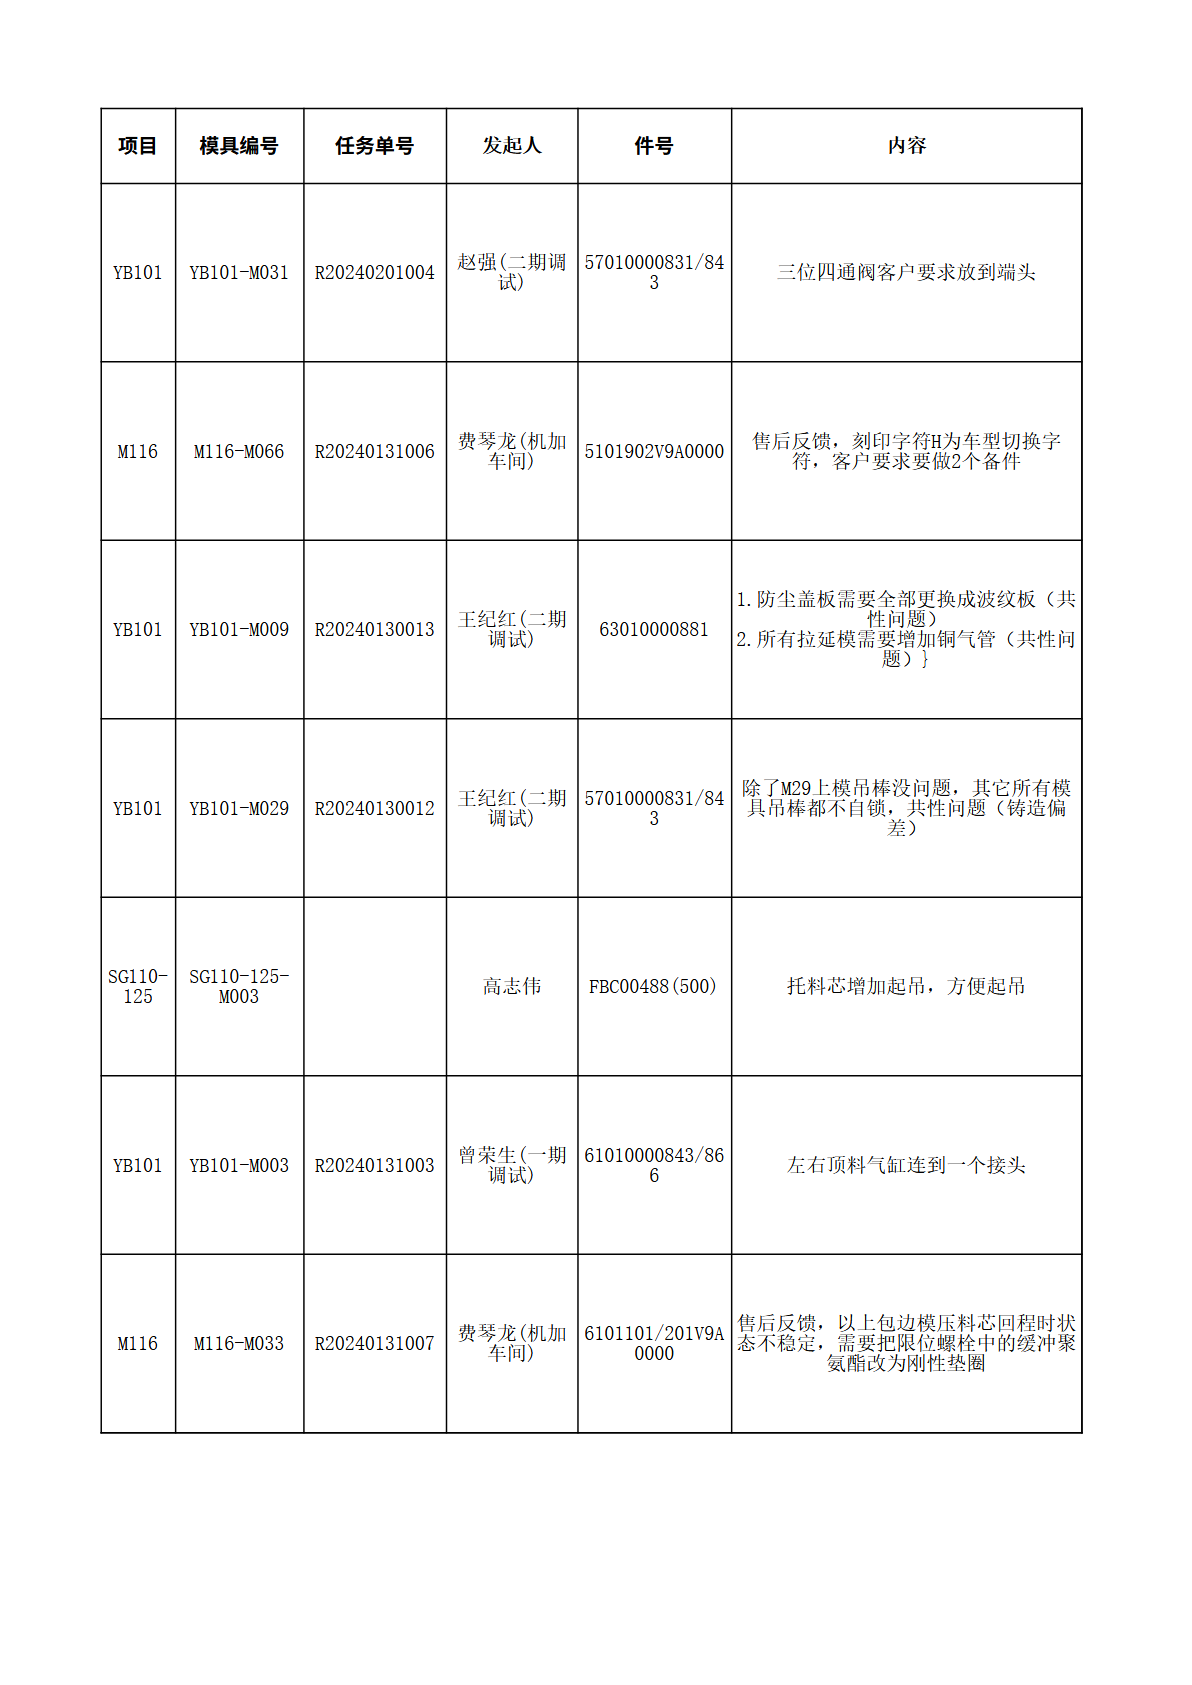 项目 模具编号 任务单号 发起人 件号 内容
YB101 YB101-M031 R20240201004 赵强(二期调
试) 57010000831/84
3 三位四通阀客户要求放到端头
M116 M116-M066 R20240131006 费琴龙(机加
车间) 5101902V9A0000 售后反馈，刻印字符H为车型切换字
符，客户要求要做2个备件
YB101 YB101-M009 R20240130013 王纪红(二期
调试) 63010000881 1.防尘盖板需要全部更换成波纹板（共
性问题）
2.所有拉延模需要增加铜气管（共性问
题）}
YB101 YB101-M029 R20240130012 王纪红(二期
调试) 57010000831/84
3 除了M29上模吊棒没问题，其它所有模
具吊棒都不自锁，共性问题（铸造偏
差）
SG110-
125 SG110-125-
M003 高志伟 FBC00488(500) 托料芯增加起吊，方便起吊
YB101 YB101-M003 R20240131003 曾荣生(一期
调试) 61010000843/86
6 左右顶料气缸连到一个接头
M116 M116-M033 R20240131007 费琴龙(机加
车间) 6101101/201V9A
0000 售后反馈，以上包边模压料芯回程时状
态不稳定，需要把限位螺栓中的缓冲聚
氨酯改为刚性垫圈